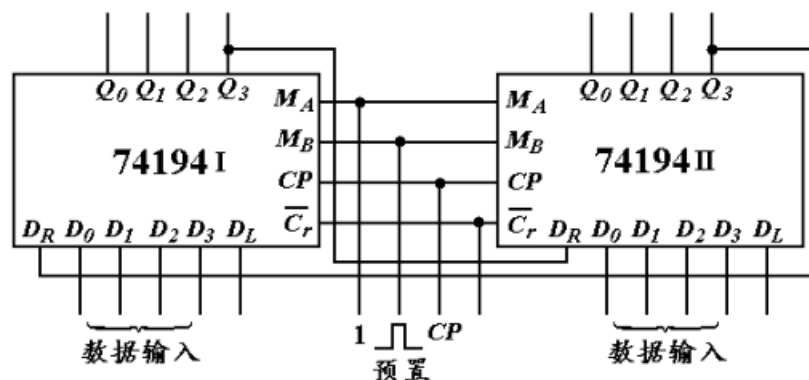 Q0 Q1 Q2 Q3 Q0 Q1 Q2 Q3
MA MA
MB MB
74194 I 74194 II
CP CP
C̅r C̅r
DR D0 D1 D2 D3 DL DR D0 D1 D2 D3 DL
1 CP
数据输入 预置 数据输入